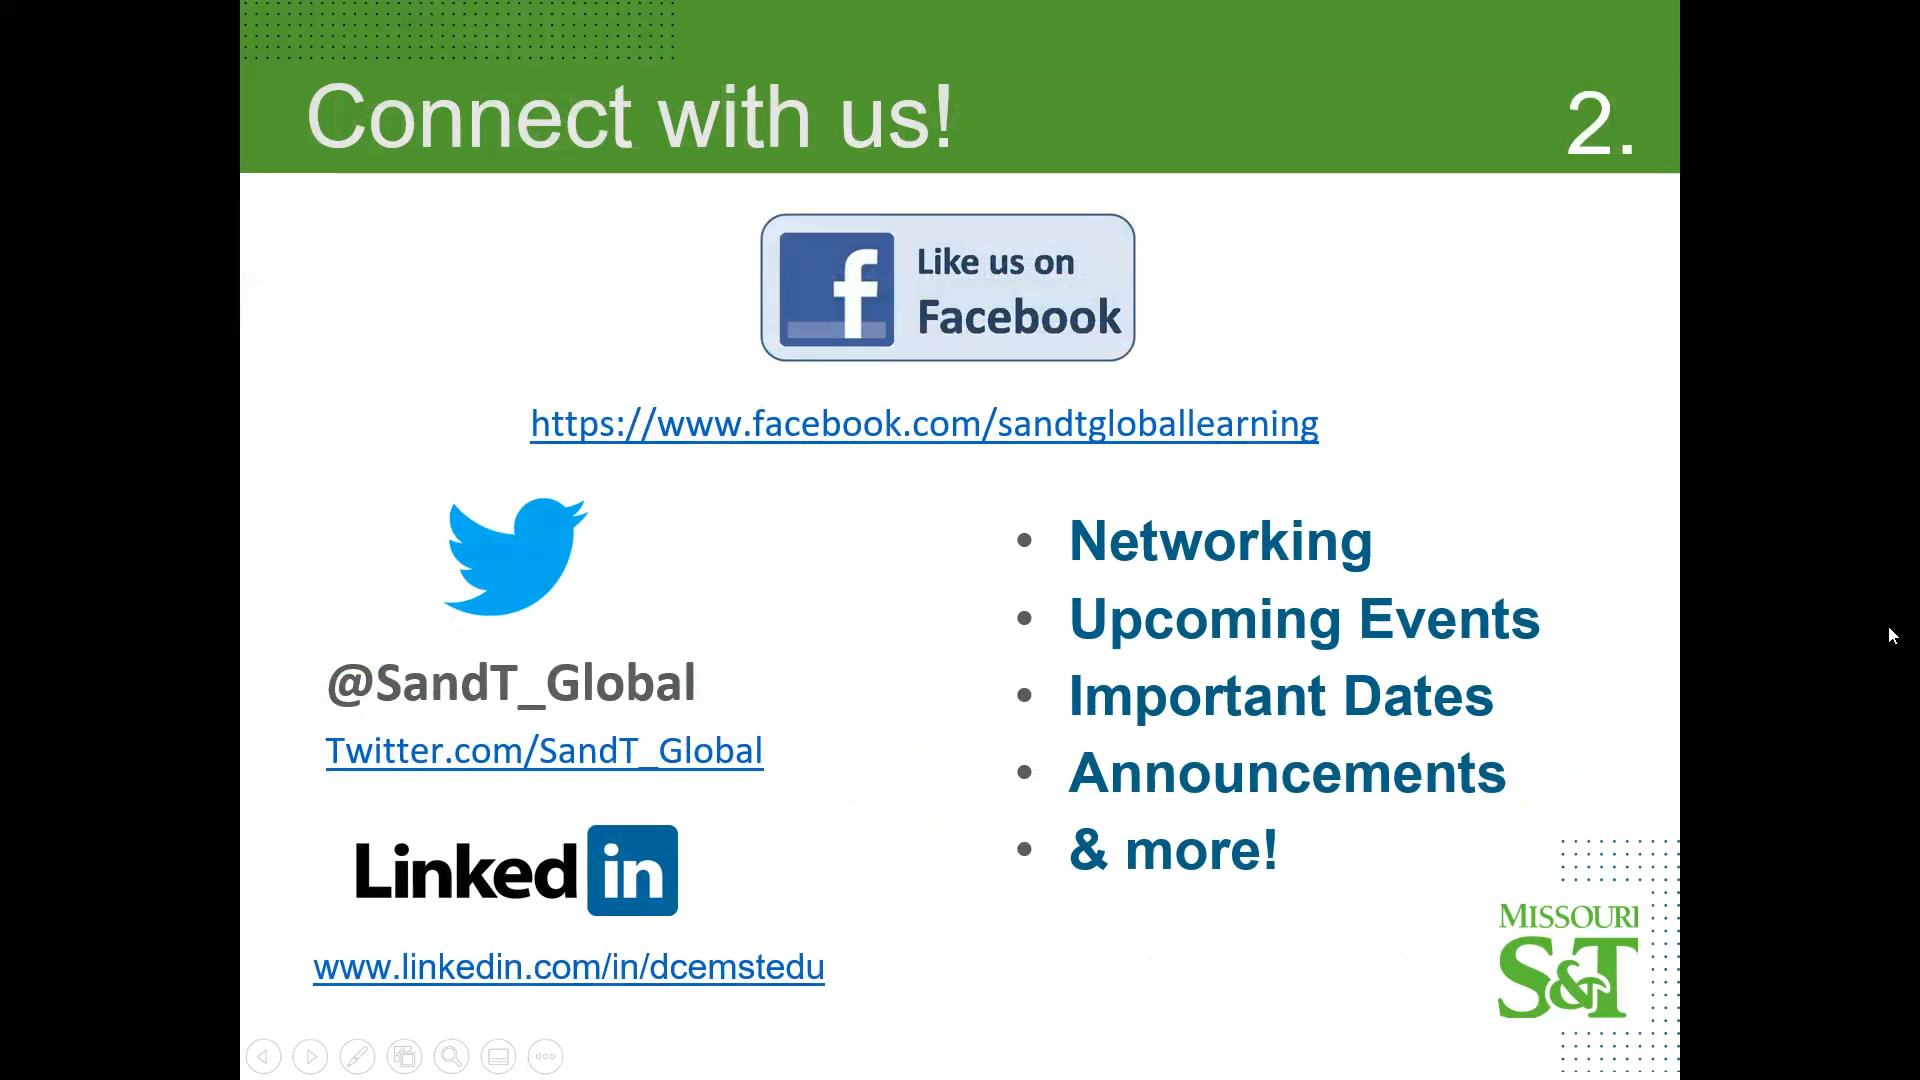 Connect with us!
2.
f
Like us on
Facebook
https://www.facebook.com/sandtgloballearning
@SandT_Global
Twitter.com/SandT_Global
Linked in
www.linkedin.com/in/dcemstedu
• Networking
• Upcoming Events
• Important Dates
• Announcements
• & more!
MISSOURI
S&T